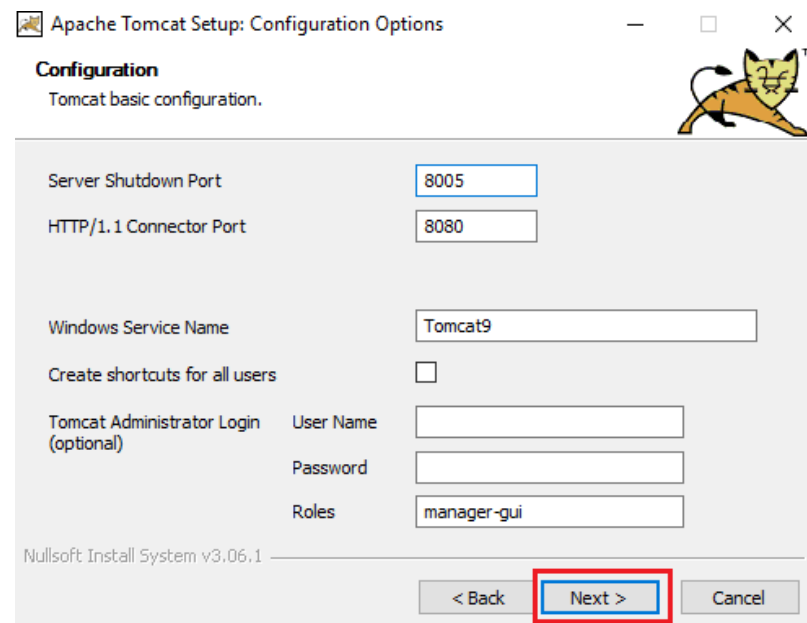 Apache Tomcat Setup: Configuration Options
Configuration
Tomcat basic configuration.
Server Shutdown Port 8005
HTTP/1.1 Connector Port 8080
Windows Service Name Tomcat9
Create shortcuts for all users
Tomcat Administrator Login User Name
(optional)
Password
Roles manager-gui
Nullsoft Install System v3.06.1
< Back Next > Cancel